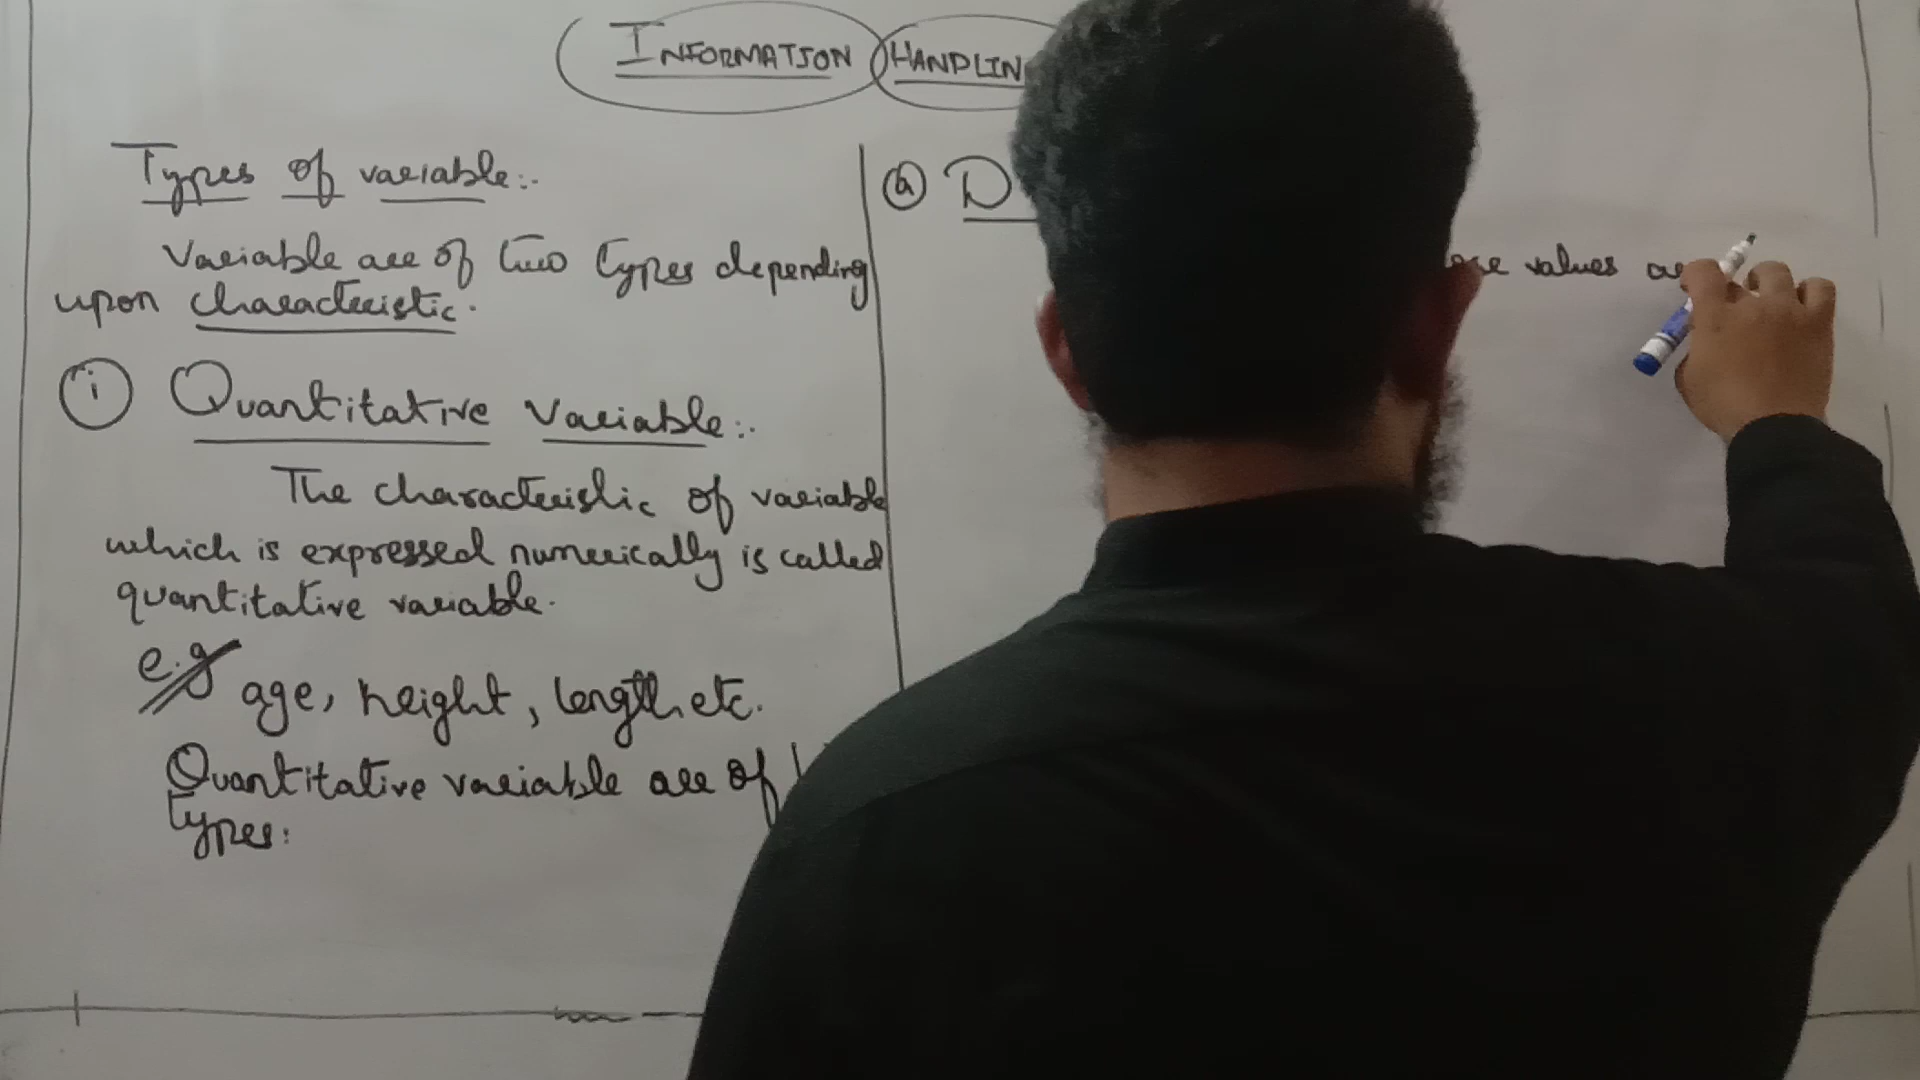 INFORMATION HANDLIN
Types of variable:-
Variable are of two types depending
upon characteristic.
i Quantitative Variable:-
The characteristic of variable
which is expressed numerically is called
quantitative variable.
e.g age, height, length, etc.
Quantitative variable are of
types:
a D
values